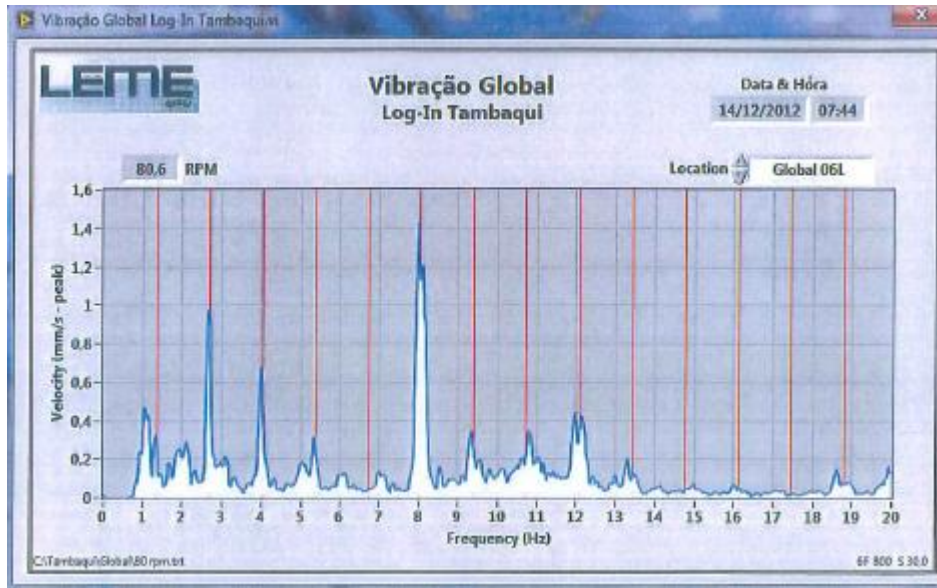 Vibração Global Log-In Tambaqui.vi
LEME
Vibração Global
Log-In Tambaqui
Data & Hóra
14/12/2012 07:44
80,6 RPM
Location Global 06L
1,6
1,4
1,2
1
0,8
0,6
0,4
0,2
0
Velocity (mm/s - peak)
0 1 2 3 4 5 6 7 8 9 10 11 12 13 14 15 16 17 18 19 20
Frequency (Hz)
C:\Tambaqui\Global\80 rpm.txt
6F 800 S 30.0